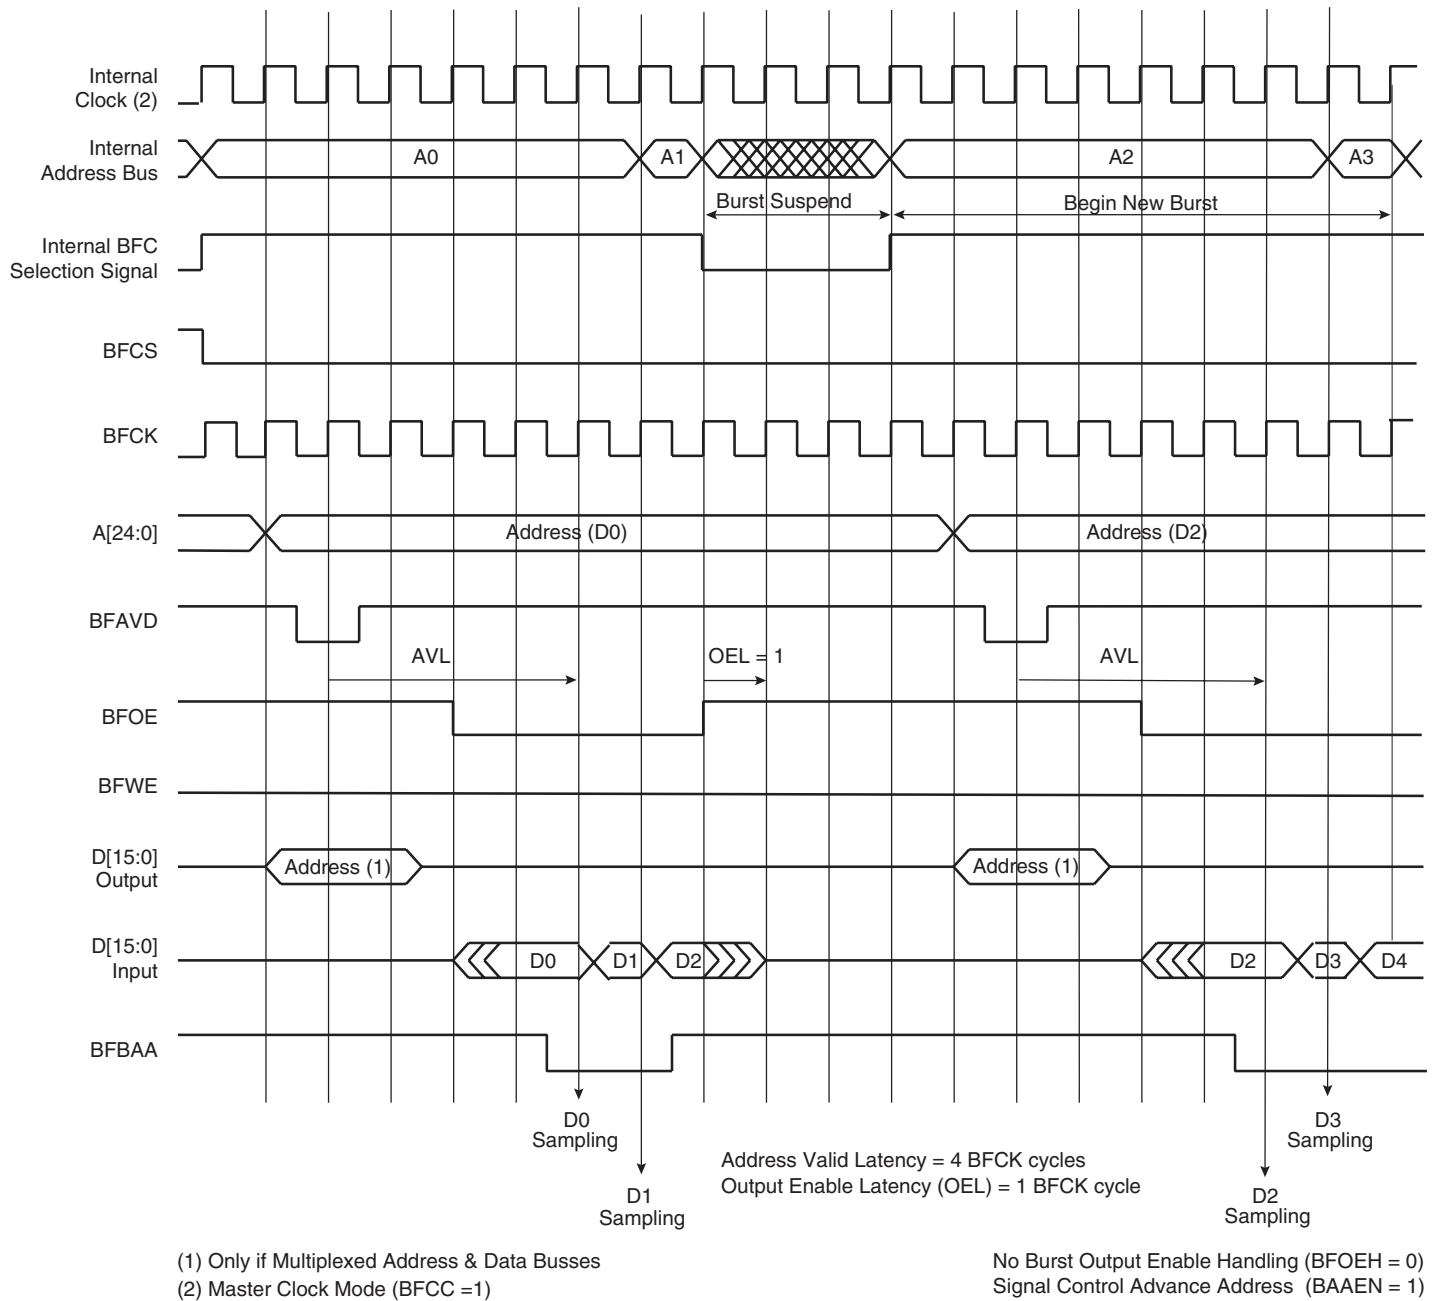 Internal
Clock (2)
Internal
Address Bus
A0
A1
A2
A3
Burst Suspend
Begin New Burst
Internal BFC
Selection Signal
BFCS
BFCK
A[24:0]
Address (D0)
Address (D2)
BFAVD
AVL
OEL = 1
AVL
BFOE
BFWE
D[15:0]
Output
Address (1)
Address (1)
D[15:0]
Input
D0
D1
D2
D2
D3
D4
BFBAA
D0
Sampling
D3
Sampling
Address Valid Latency = 4 BFCK cycles
Output Enable Latency (OEL) = 1 BFCK cycle
D1
Sampling
D2
Sampling
(1) Only if Multiplexed Address & Data Busses
(2) Master Clock Mode (BFCC =1)
No Burst Output Enable Handling (BFOEH = 0)
Signal Control Advance Address (BAAEN = 1)